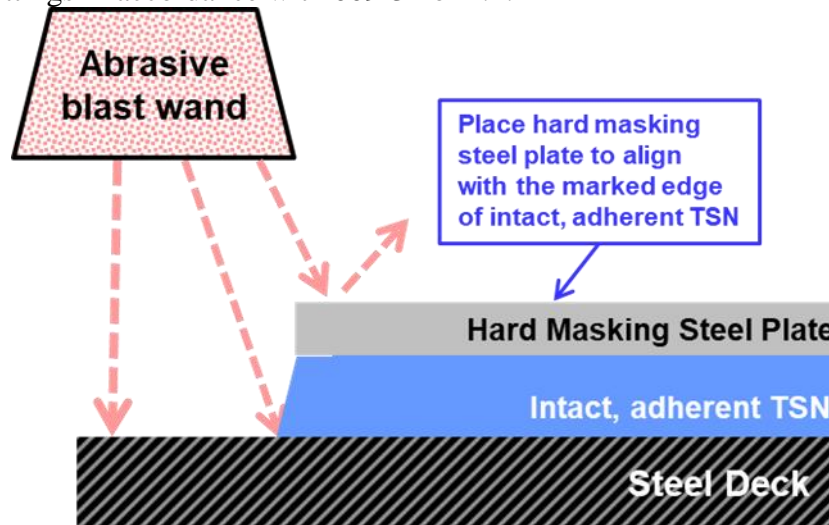 Abrasive
blast wand
Place hard masking
steel plate to align
with the marked edge
of intact, adherent TSN
Hard Masking Steel Plate
Intact, adherent TSN
Steel Deck